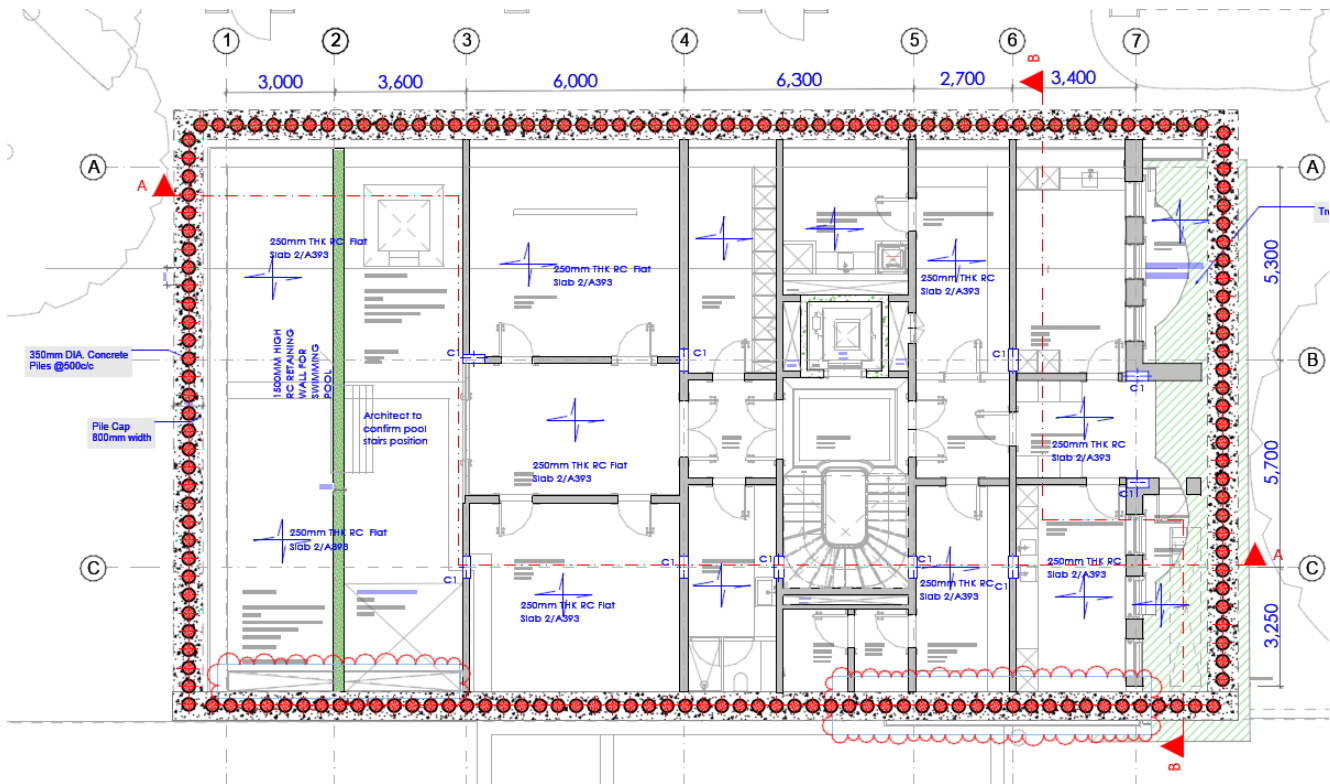 1
2
3
4
5
6
7
3,000
3,600
6,000
6,300
2,700
3,400
B
A
A
A
Tr
5,300
250mm THK RC Flat
Slab 2/A393
250mm THK RC Flat
Slab 2/A393
250mm THK RC
Slab 2/A393
350mm DIA. Concrete
Piles @500c/c
1800MM HIGH
R.C RETAINING
WALL FOR
SWIMMING
POOL
C1
C1
C1
B
C1
Pile Cap
800mm width
Architect to
confirm pool
stairs position
250mm THK RC
Slab 2/A393
5,700
250mm THK RC Flat
Slab 2/A393
C1
250mm THK RC Flat
Slab 2/A393
C
C1
C1
C1
C1
C1
A
C
250mm THK RC
Slab 2/A393
250mm THK RC
Slab 2/A393
250mm THK RC Flat
Slab 2/A393
3,250
B